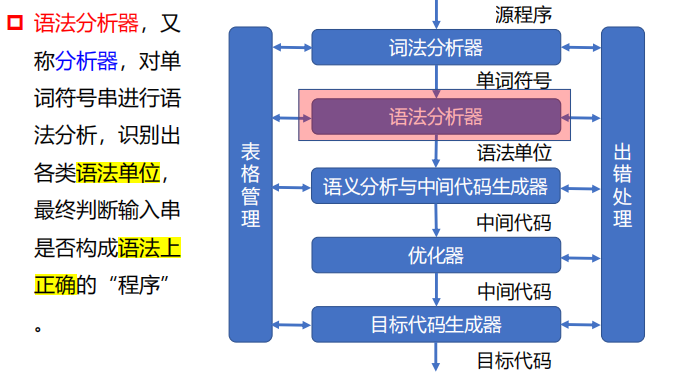 语法分析器，又
称分析器，对单
词符号串进行语
法分析，识别出
各类语法单位，
最终判断输入串
是否构成语法上
正确的“程序”
。
源程序
词法分析器
单词符号
语法分析器
语法单位
语义分析与中间代码生成器
中间代码
优化器
中间代码
目标代码生成器
目标代码
表格管理
出错处理